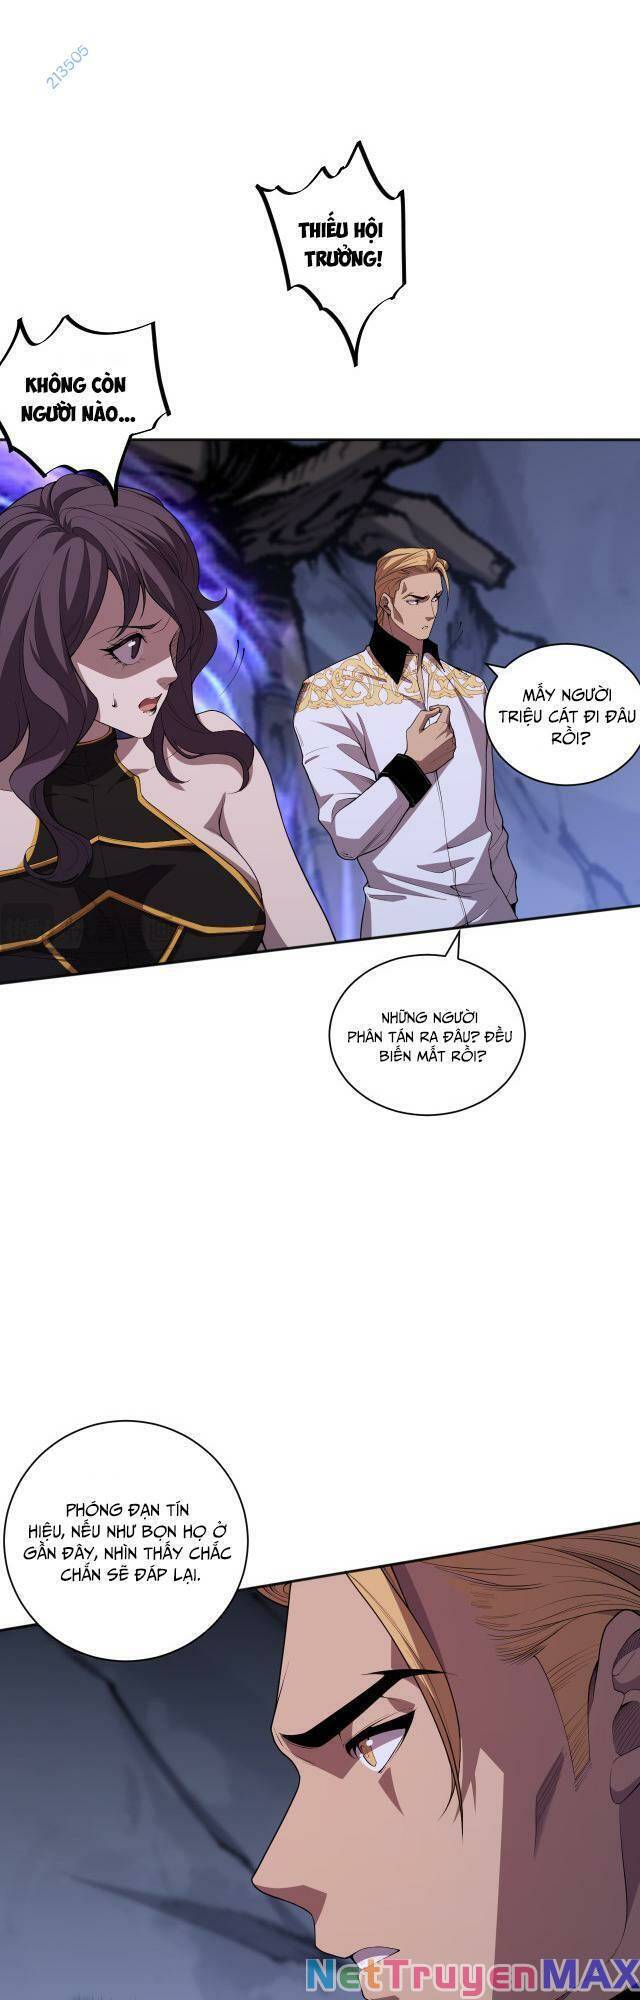 213505
THIẾU HỘI
TRƯỞNG!
KHÔNG CÒN
NGƯỜI NÀO...
MẤY NGƯỜI
TRIỆU CÁT ĐI ĐÂU
RỒI?
NHỮNG NGƯỜI
PHÂN TÁN RA ĐÂU? ĐỀU
BIẾN MẤT RỒI?
PHÓNG ĐẠN TÍN
HIỆU, NẾU NHƯ BỌN HỌ Ở
GẦN ĐÂY, NHÌN THẤY CHẮC
CHẮN SẼ ĐÁP LẠI.
NETTRUYENMAX